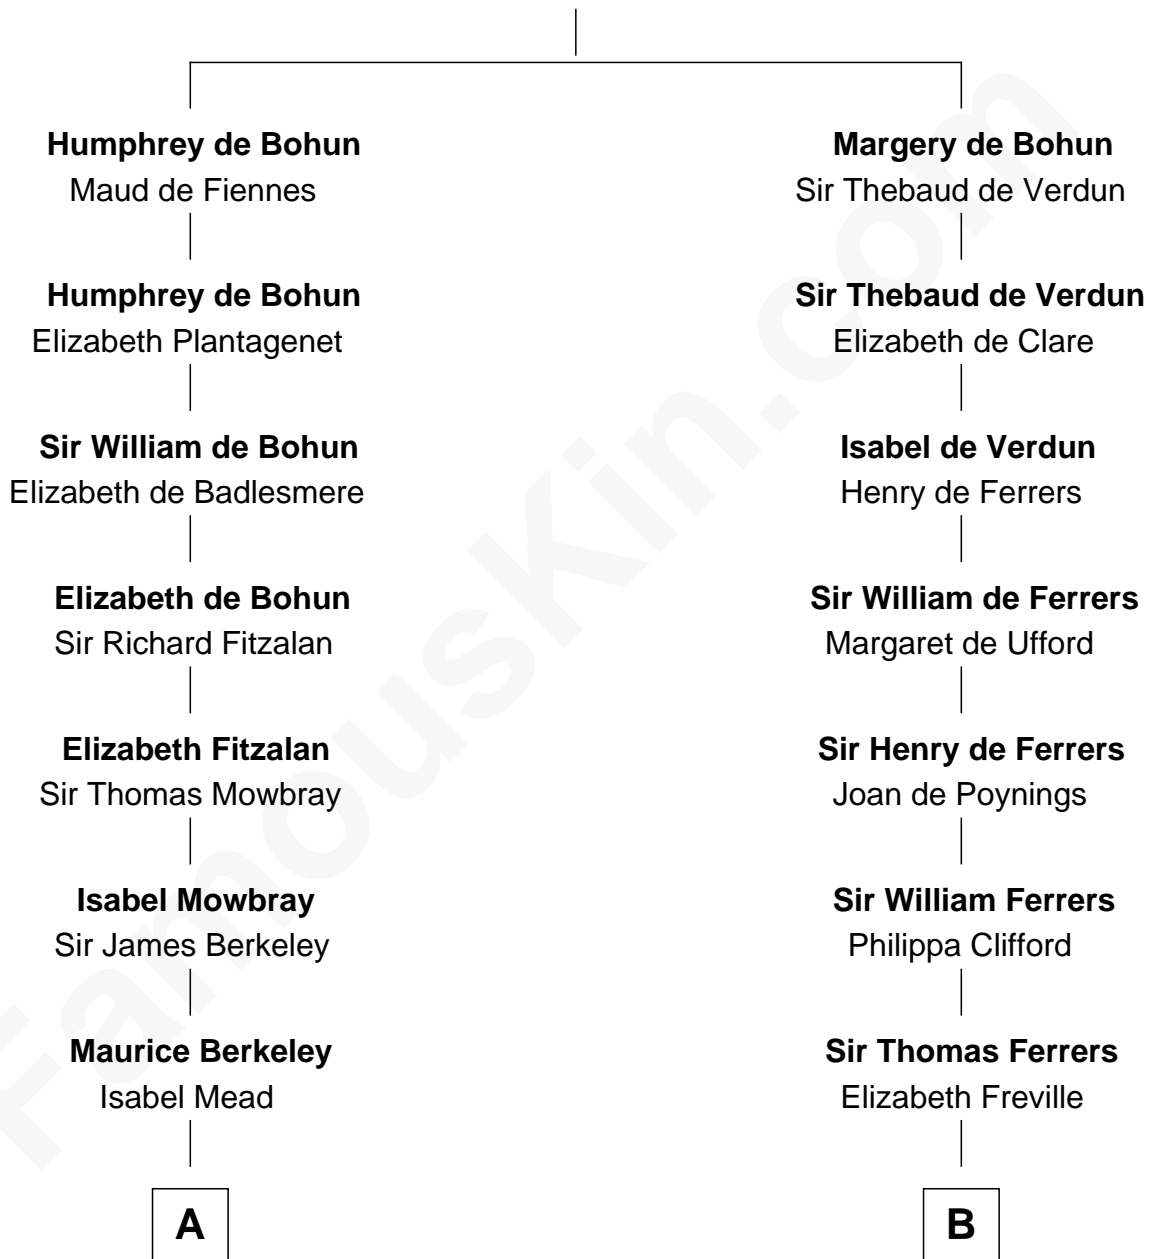 Humphrey de Bohun
Maud de Fiennes
Humphrey de Bohun
Elizabeth Plantagenet
Sir William de Bohun
Elizabeth de Badlesmere
Elizabeth de Bohun
Sir Richard Fitzalan
Elizabeth Fitzalan
Sir Thomas Mowbray
Isabel Mowbray
Sir James Berkeley
Maurice Berkeley
Isabel Mead
A
Margery de Bohun
Sir Thebaud de Verdun
Sir Thebaud de Verdun
Elizabeth de Clare
Isabel de Verdun
Henry de Ferrers
Sir William de Ferrers
Margaret de Ufford
Sir Henry de Ferrers
Joan de Poynings
Sir William Ferrers
Philippa Clifford
Sir Thomas Ferrers
Elizabeth Freville
B
FamousKin.com